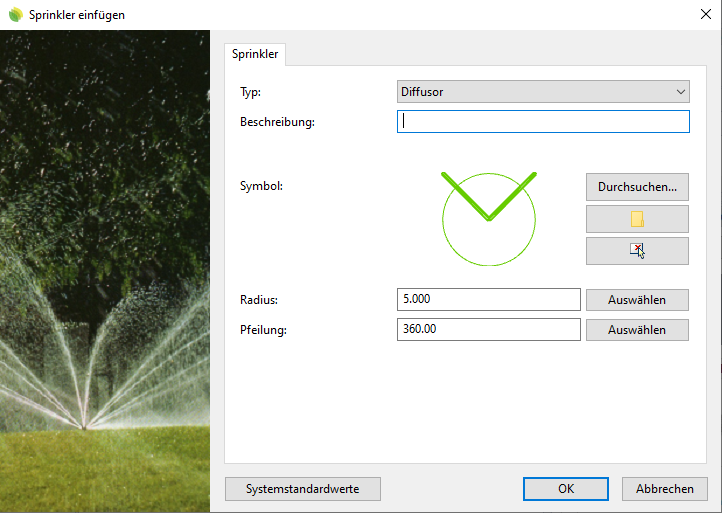 Sprinkler einfügen
Sprinkler
Typ: Diffusor
Beschreibung:
Symbol: Durchsuchen...
Radius: 5.000 Auswählen
Pfeilung: 360.00 Auswählen
Systemstandardwerte OK Abbrechen